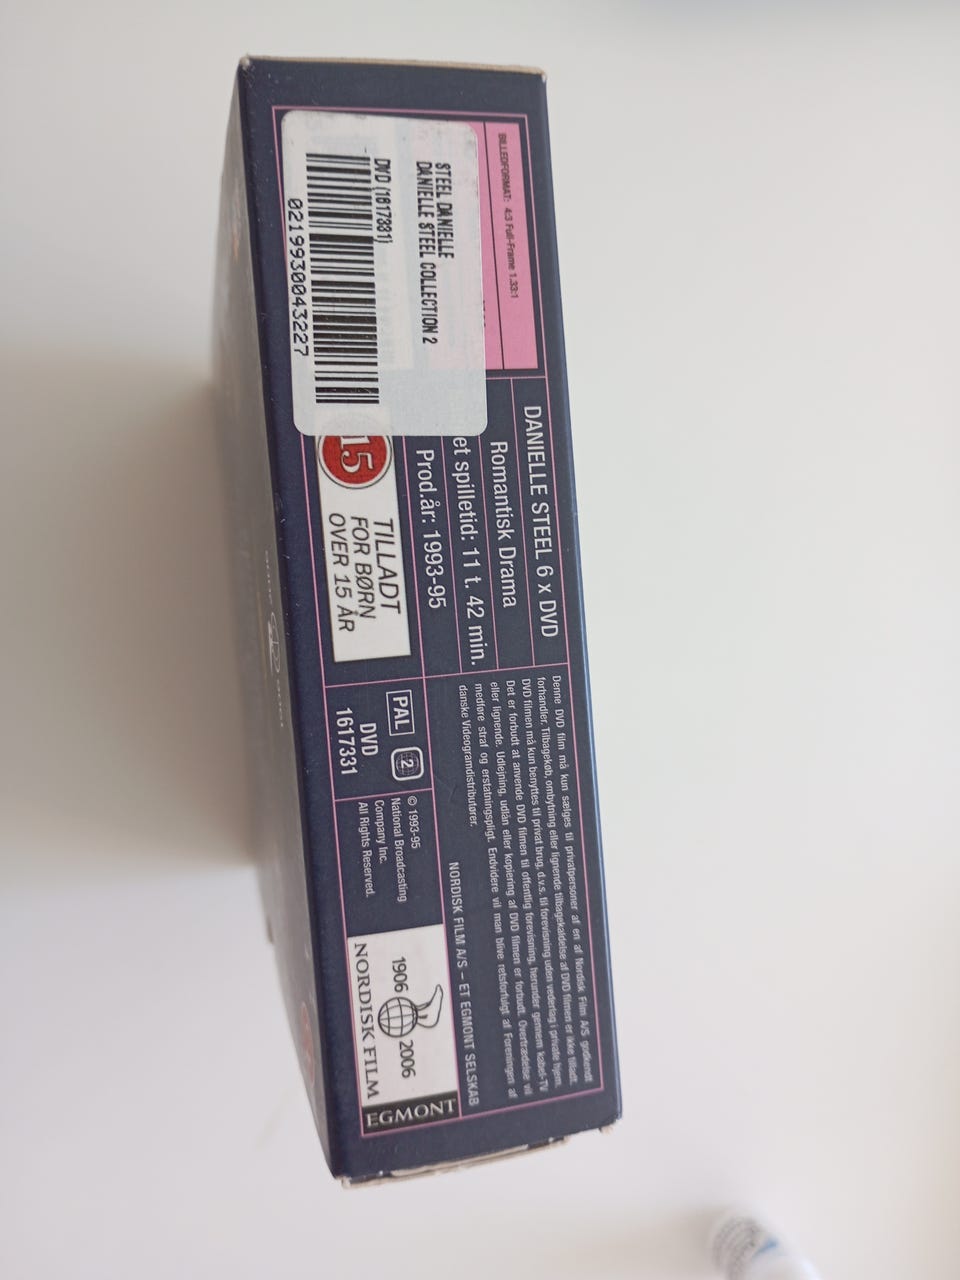 BILLEDFORMAT: 4:3 Full-Frame 1.33:1
STEEL DANIELLE
DANIELLE STEEL COLLECTION 2
DVD (1617331)
0219930043227
DANIELLE STEEL 6 x DVD
Romantisk Drama
et spilletid: 11 t. 42 min.
Prod.år: 1993-95
15
TILLADT
FOR BØRN
OVER 15 ÅR
Denne DVD film må kun sælges til privatpersoner af en af Nordisk Film A/S godkendt
forhandler. Tilbagekøb, ombytning eller lignende tilbagekaldelse af DVD filmen er ikke tilladt.
DVD filmen må kun benyttes til privat brug, d.v.s. til forevisning uden vederlag i private hjem.
Det er forbudt at anvende DVD filmen til offentlig forevisning, herunder gennem kabel-TV
eller lignende. Udlejning, udlån eller kopiering af DVD filmen er forbudt. Overtrædelse vil
medføre straf og erstatningspligt. Endvidere vil man blive retsforfulgt af Foreningen af
danske Videogramdistributører.
NORDISK FILM A/S – ET EGMONT SELSKAB
PAL 2
DVD
1617331
© 1993-95
National Broadcasting
Company Inc.
All Rights Reserved.
1906 2006
NORDISK FILM
EGMONT